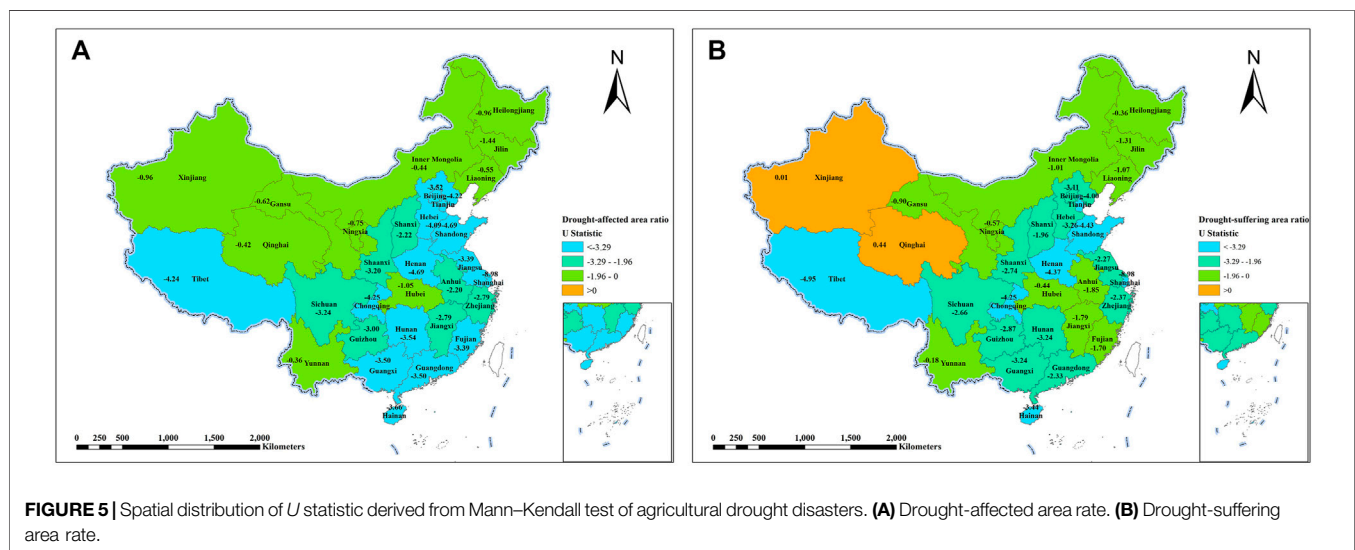 A
N
Heilongjiang
-0.96
-1.44
Jilin
-0.55
Liaoning
Inner Mongolia
-0.44
-0.96
Xinjiang
-0.62
Gansu
-3.52
Beijing -4.22
Tianjin
-0.75
Ningxia
Shanxi
-2.22
Hebei
-4.09
-4.69
Shandong
-0.42
Qinghai
Shaanxi
-3.20
Henan
-4.69
-3.39
Jiangsu
-4.24
Tibet
-8.98
Shanghai
Anhui
-2.20
-1.05
Hubei
-2.79
Zhejiang
Sichuan
-3.24
-4.25
Chongqing
-2.79
Jiangxi
-3.00
Guizhou
Hunan
-3.54
Fujian
-3.39
-0.36
Yunnan
-3.50
Guangxi
Guangdong
-3.50
-3.66
Hainan
Drought-affected area ratio
U Statistic
<-3.29
-3.29 - -1.96
-1.96 - 0
>0
0 250 500 1,000 1,500 2,000
Kilometers
B
N
Heilongjiang
-0.36
-1.31
Jilin
-1.07
Liaoning
Inner Mongolia
-1.01
0.01
Xinjiang
-0.90
Gansu
-3.11
Beijing -4.00
Tianjin
-0.57
Ningxia
Shanxi
-1.96
Hebei
-3.26
-4.43
Shandong
0.44
Qinghai
Shaanxi
-2.74
Henan
-4.37
-2.27
Jiangsu
-4.95
Tibet
-8.98
Shanghai
Anhui
-1.85
-0.44
Hubei
-2.37
Zhejiang
Sichuan
-2.66
-4.25
Chongqing
-1.79
Jiangxi
-2.87
Guizhou
Hunan
-3.24
Fujian
-1.70
-0.18
Yunnan
-3.24
Guangxi
Guangdong
-2.33
-3.44
Hainan
Drought-suffering area ratio
U Statistic
<-3.29
-3.29 - -1.96
-1.96 - 0
>0
0 250 500 1,000 1,500 2,000
Kilometers
FIGURE 5 | Spatial distribution of U statistic derived from Mann–Kendall test of agricultural drought disasters. (A) Drought-affected area rate. (B) Drought-suffering
area rate.